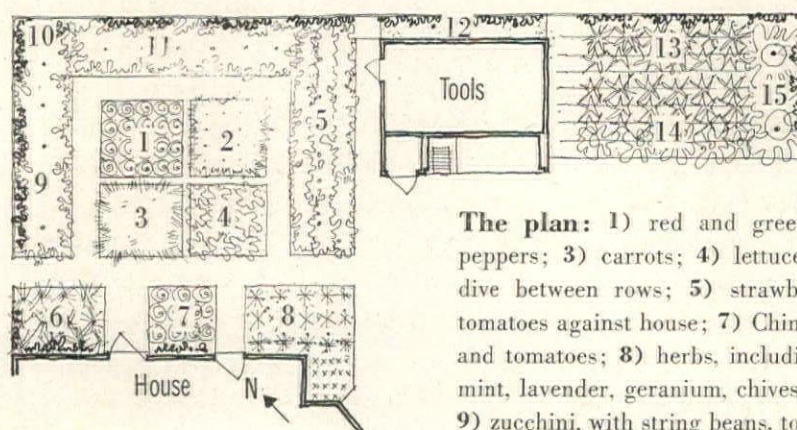 10
11
12
13
Tools
15
1
2
5
14
9
3
4
6
7
8
House
N
The plan: 1) red and gree
peppers; 3) carrots; 4) lettuce
dive between rows; 5) strawb
tomatoes against house; 7) Chin
and tomatoes; 8) herbs, includi
mint, lavender, geranium, chives
9) zucchini, with string beans, to